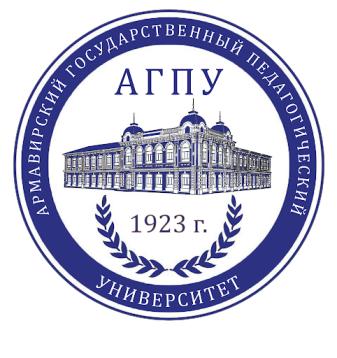 АРМАВИРСКИЙ ГОСУДАРСТВЕННЫЙ ПЕДАГОГИЧЕСКИЙ
АГПУ
1923 г.
УНИВЕРСИТЕТ